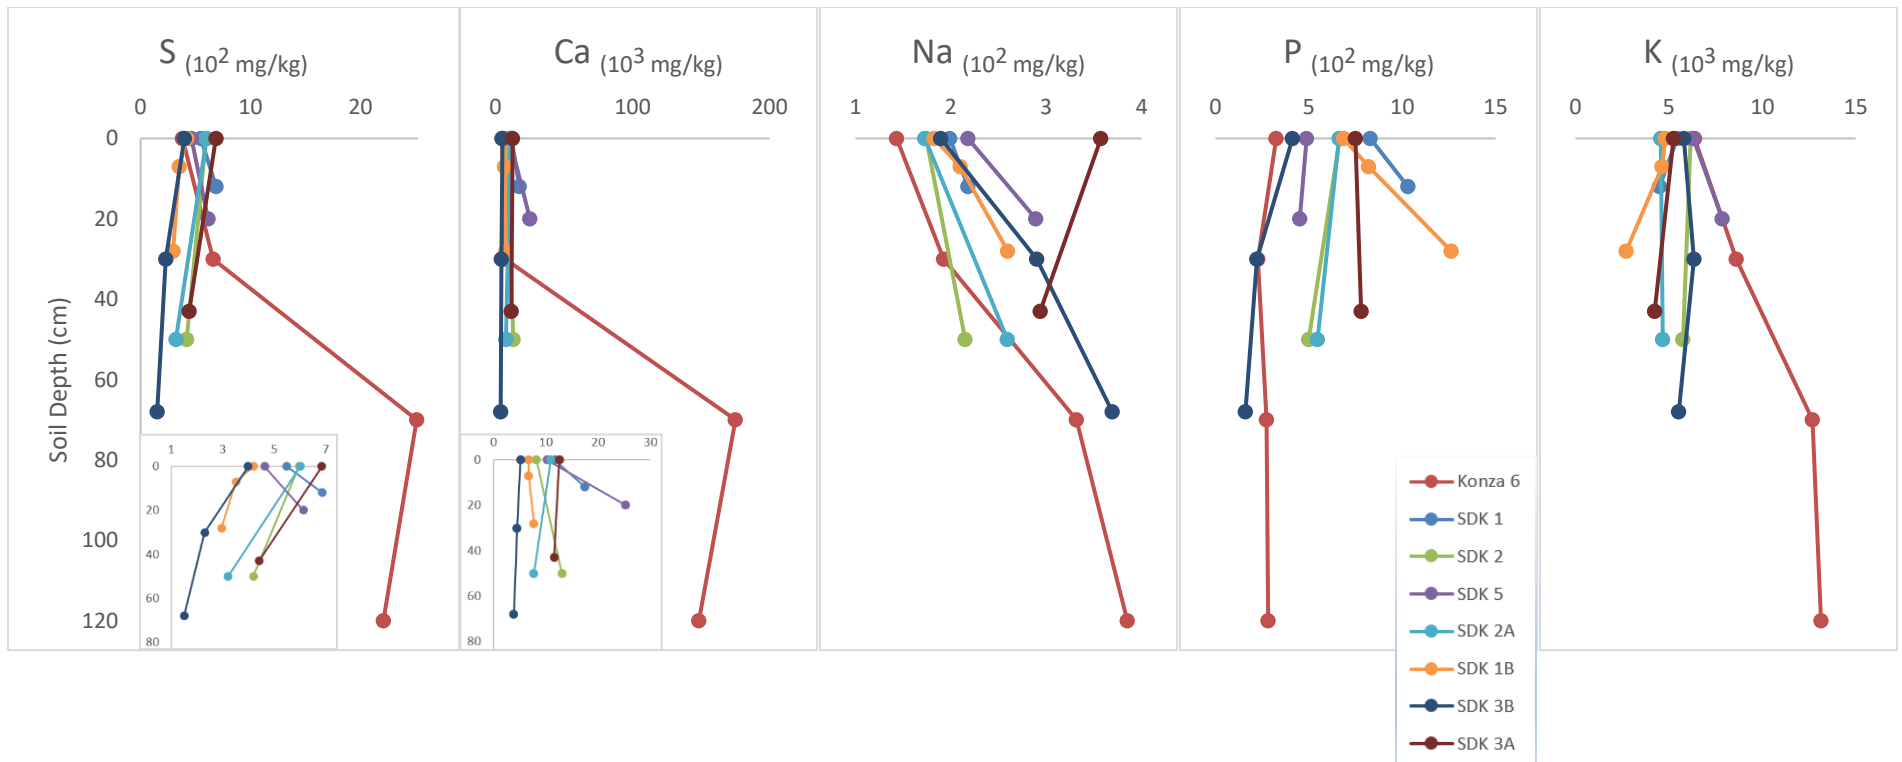 S (10² mg/kg)
Ca (10³ mg/kg)
Na (10² mg/kg)
P (10² mg/kg)
K (10³ mg/kg)
0 10 20
0 100 200
1 2 3 4
0 5 10 15
0 5 10 15
0
20
40
60
80
100
120
Soil Depth (cm)
1 3 5 7
0
20
40
60
80
0 10 20 30
0
20
40
60
80
Konza 6
SDK 1
SDK 2
SDK 5
SDK 2A
SDK 1B
SDK 3B
SDK 3A